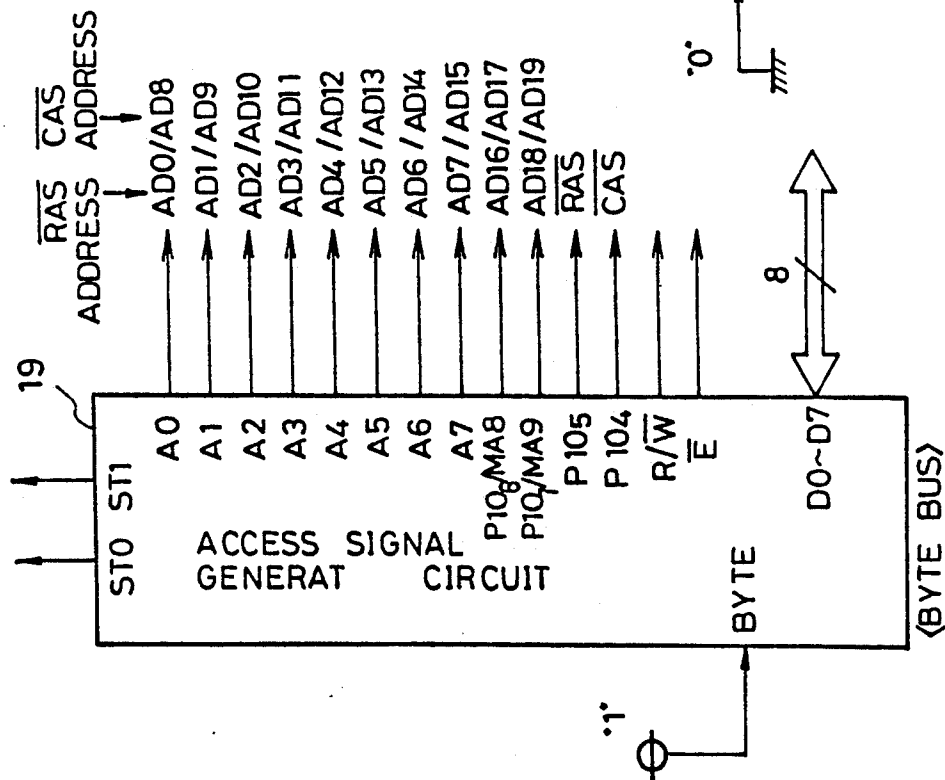 RAS ADDRESS
CAS ADDRESS
19
ST0 ST1
A0 AD0/AD8
A1 AD1/AD9
A2 AD2/AD10
A3 AD3/AD11
A4 AD4/AD12
A5 AD5/AD13
A6 AD6/AD14
A7 AD7/AD15
P10₈/MA8 AD16/AD17
P10₇/MA9 AD18/AD19
P10₅ RAS
P104 CAS
R/W
E
ACCESS SIGNAL
GENERAT CIRCUIT
"1"
BYTE
D0~D7
8
"0"
<BYTE BUS>